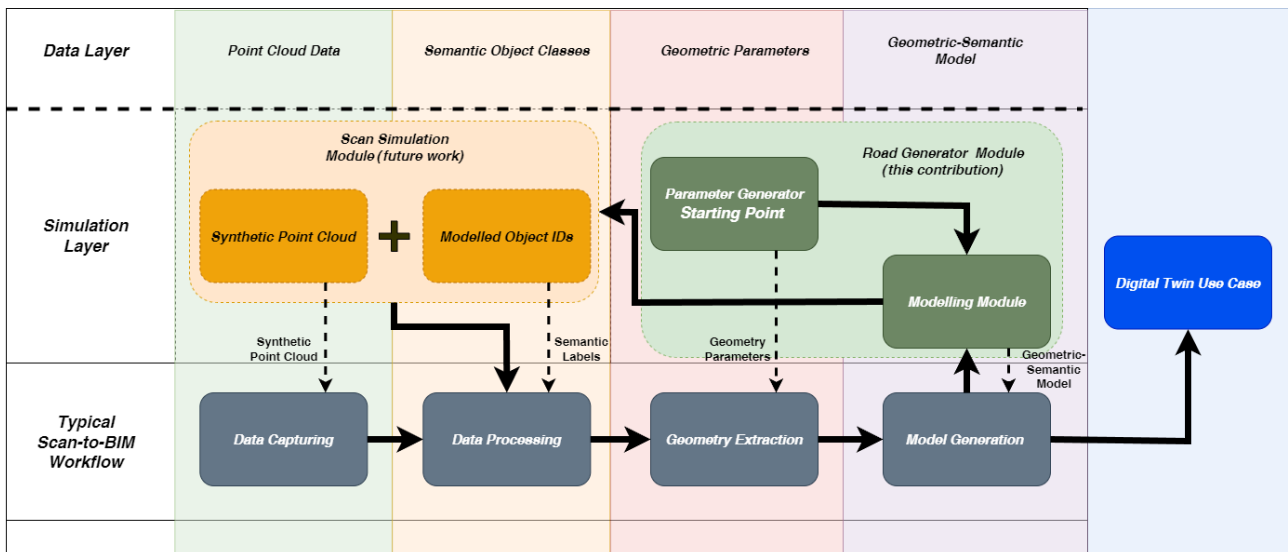 Data Layer
Point Cloud Data
Semantic Object Classes
Geometric Parameters
Geometric-Semantic
Model
Simulation
Layer
Scan Simulation
Module (future work)
Synthetic Point Cloud
Modelled Object IDs
Road Generator Module
(this contribution)
Parameter Generator
Starting Point
Modelling Module
Digital Twin Use Case
Synthetic
Point Cloud
Semantic
Labels
Geometry
Parameters
Geometric-
Semantic
Model
Typical
Scan-to-BIM
Workflow
Data Capturing
Data Processing
Geometry Extraction
Model Generation